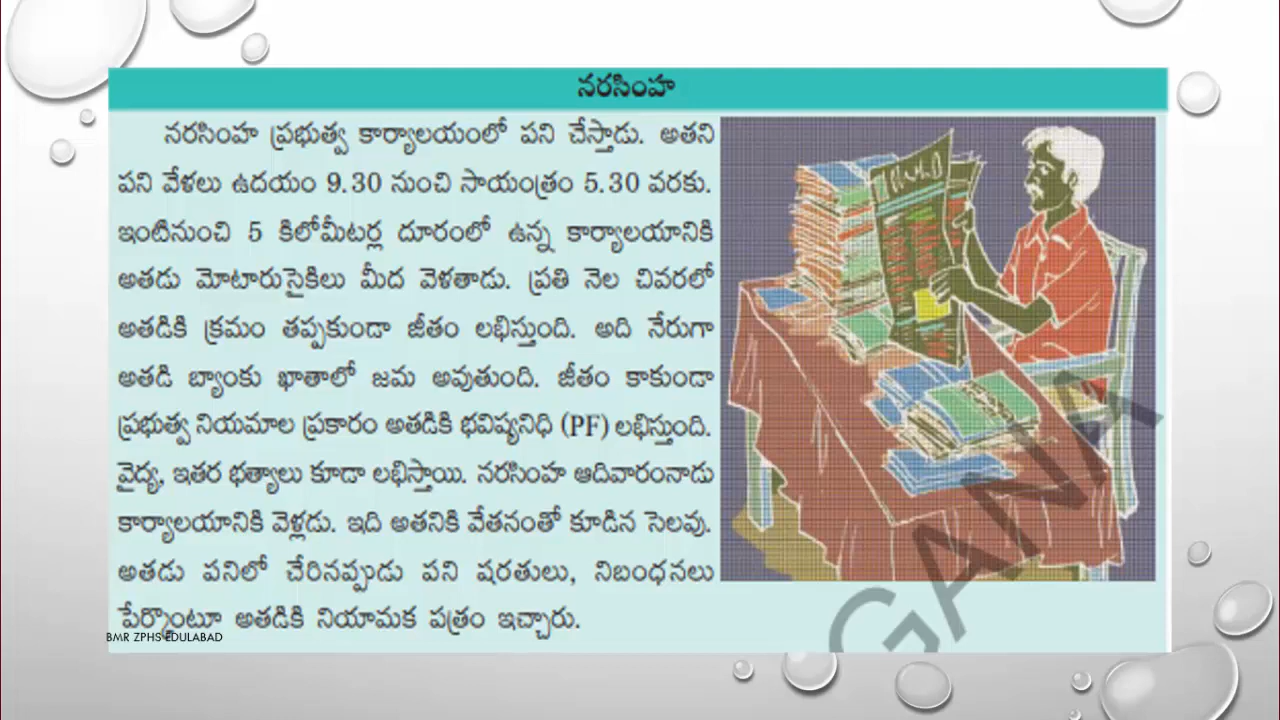 నరసింహ
నరసింహ ప్రభుత్వ కార్యాలయంలో పని చేస్తాడు. అతని
పని వేళలు ఉదయం 9.30 నుంచి సాయంత్రం 5.30 వరకు.
ఇంటినుంచి 5 కిలోమీటర్ల దూరంలో ఉన్న కార్యాలయానికి
అతడు మోటారుసైకిలు మీద వెళతాడు. ప్రతి నెల చివరలో
అతడికి క్రమం తప్పకుండా జీతం లభిస్తుంది. అది నేరుగా
అతడి బ్యాంకు ఖాతాలో జమ అవుతుంది. జీతం కాకుండా
ప్రభుత్వ నియమాల ప్రకారం అతడికి భవిష్యనిధి (PF) లభిస్తుంది.
వైద్య, ఇతర భత్యాలు కూడా లభిస్తాయి. నరసింహ ఆదివారంనాడు
కార్యాలయానికి వెళ్లడు. ఇది అతనికి వేతనంతో కూడిన సెలవు.
అతడు పనిలో చేరినప్పుడు పని షరతులు, నిబంధనలు
పేర్కొంటూ అతడికి నియామక పత్రం ఇచ్చారు.
BMR ZPHS EDULABAD
GANA